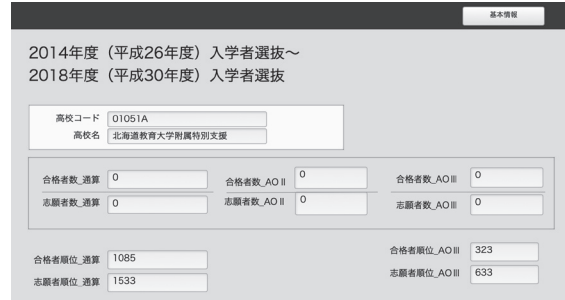 基本情報
2014年度（平成26年度）入学者選抜～
2018年度（平成30年度）入学者選抜
高校コード 01051A
高校名 北海道教育大学附属特別支援
合格者数_通算 0 合格者数_AOⅡ 0 合格者数_AOⅢ 0
志願者数_通算 0 志願者数_AOⅡ 0 志願者数_AOⅢ 0
合格者順位_通算 1085 合格者順位_AOⅢ 323
志願者順位_通算 1533 志願者順位_AOⅢ 633